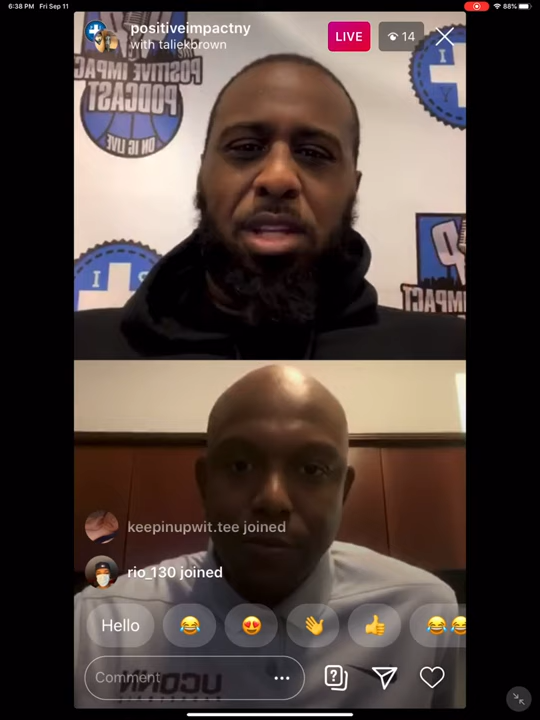 6:38 PM Fri Sep 11
88%
positiveimpactny
with taliekbrown
LIVE
14
POSITIVE IMPACT
PODCAST
ON IG LIVE
IMPACT
keepinupwit.tee joined
rio_130 joined
Hello
Comment
UCONN